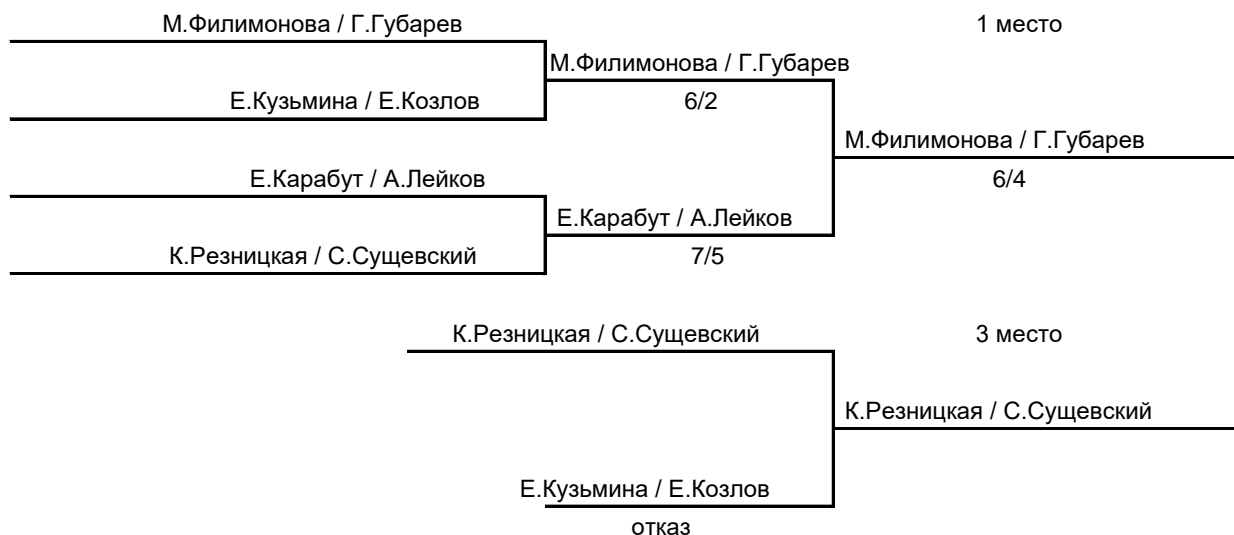 М.Филимонова / Г.Губарев
1 место
М.Филимонова / Г.Губарев
Е.Кузьмина / Е.Козлов
6/2
М.Филимонова / Г.Губарев
Е.Карабут / А.Лейков
6/4
Е.Карабут / А.Лейков
К.Резницкая / С.Сущевский
7/5
К.Резницкая / С.Сущевский
3 место
К.Резницкая / С.Сущевский
Е.Кузьмина / Е.Козлов
отказ